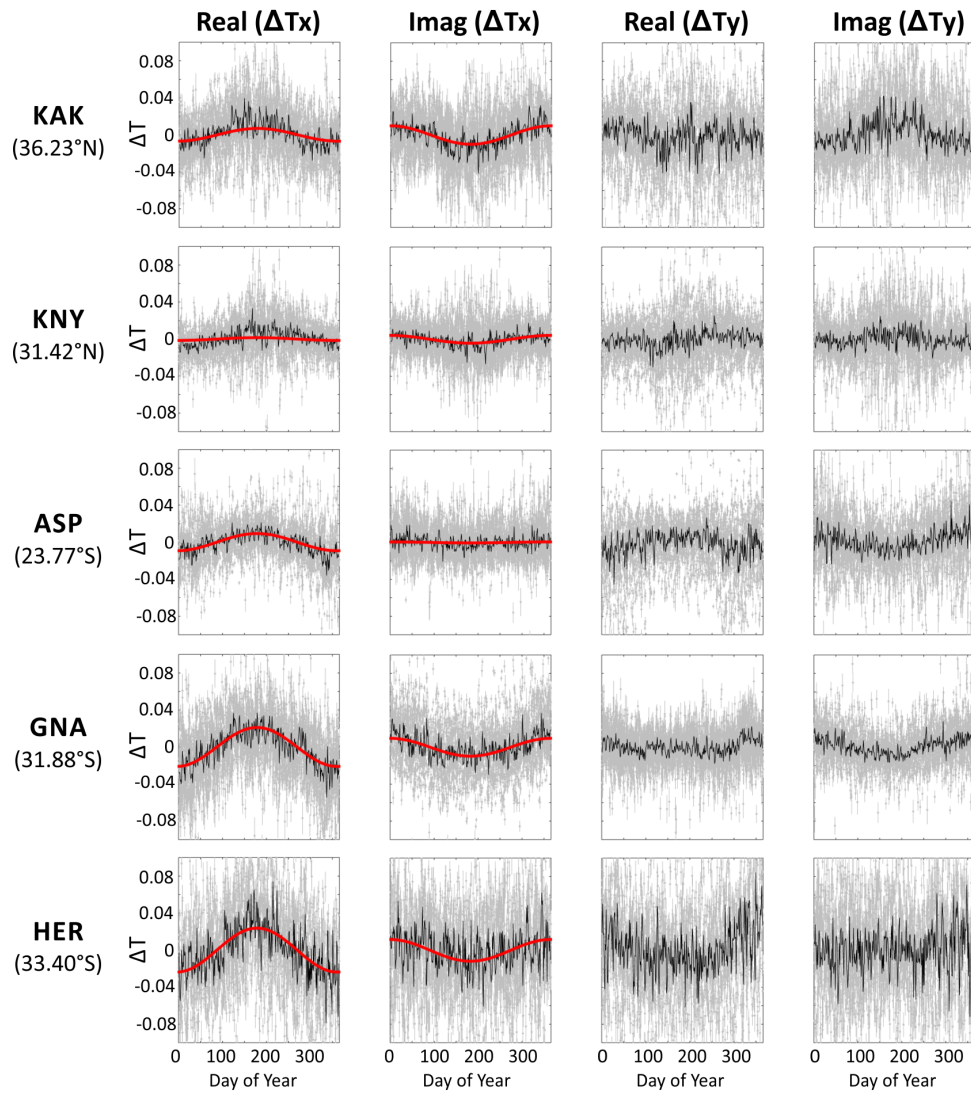 Real (ΔTx) Imag (ΔTx) Real (ΔTy) Imag (ΔTy)
KAK
(36.23°N)
ΔT
0.08
0.04
0
-0.04
-0.08
KNY
(31.42°N)
ΔT
0.08
0.04
0
-0.04
-0.08
ASP
(23.77°S)
ΔT
0.08
0.04
0
-0.04
-0.08
GNA
(31.88°S)
ΔT
0.08
0.04
0
-0.04
-0.08
HER
(33.40°S)
ΔT
0.08
0.04
0
-0.04
-0.08
0 100 200 300 0 100 200 300 0 100 200 300 0 100 200 300
Day of Year Day of Year Day of Year Day of Year